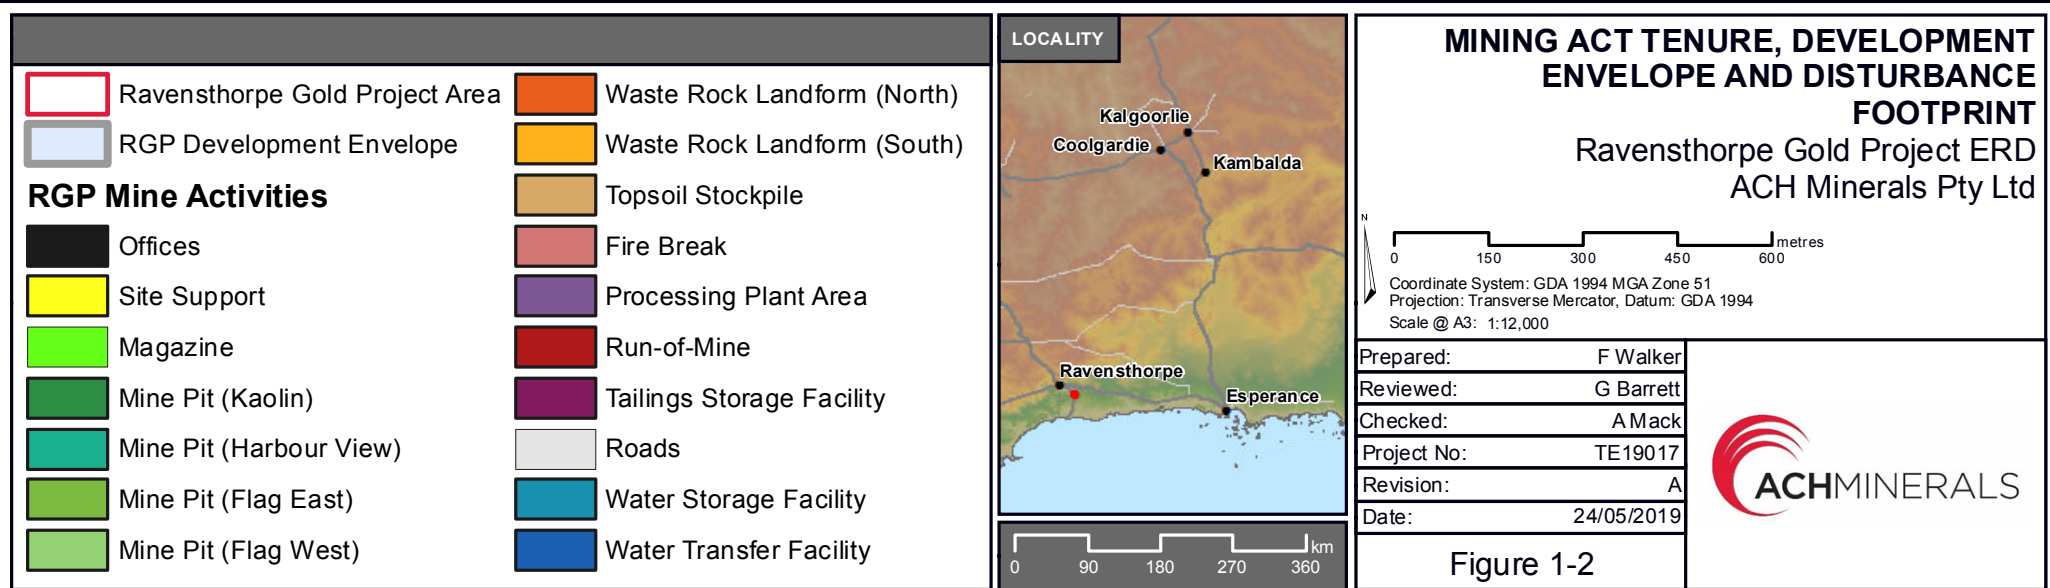 Ravensthorpe Gold Project Area
RGP Development Envelope
RGP Mine Activities
Offices
Site Support
Magazine
Mine Pit (Kaolin)
Mine Pit (Harbour View)
Mine Pit (Flag East)
Mine Pit (Flag West)
Waste Rock Landform (North)
Waste Rock Landform (South)
Topsoil Stockpile
Fire Break
Processing Plant Area
Run-of-Mine
Tailings Storage Facility
Roads
Water Storage Facility
Water Transfer Facility
LOCALITY
Kalgoorlie
Coolgardie
Kambalda
Ravensthorpe
Esperance
km
0 90 180 270 360
MINING ACT TENURE, DEVELOPMENT
ENVELOPE AND DISTURBANCE
FOOTPRINT
Ravensthorpe Gold Project ERD
ACH Minerals Pty Ltd
N
metres
0 150 300 450 600
Coordinate System: GDA 1994 MGA Zone 51
Projection: Transverse Mercator, Datum: GDA 1994
Scale @ A3: 1:12,000
Prepared: F Walker
Reviewed: G Barrett
Checked: A Mack
Project No: TE19017
Revision: A
Date: 24/05/2019
Figure 1-2
ACHMINERALS